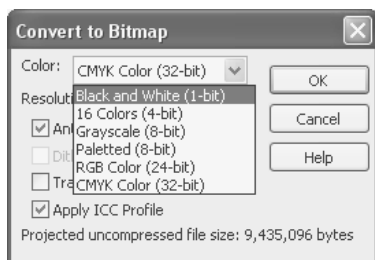 Convert to Bitmap
Color: CMYK Color (32-bit)
OK
Black and White (1-bit)
16 Colors (4-bit)
Cancel
Grayscale (8-bit)
Paletted (8-bit)
Help
RGB Color (24-bit)
CMYK Color (32-bit)
Apply ICC Profile
Projected uncompressed file size: 9,435,096 bytes